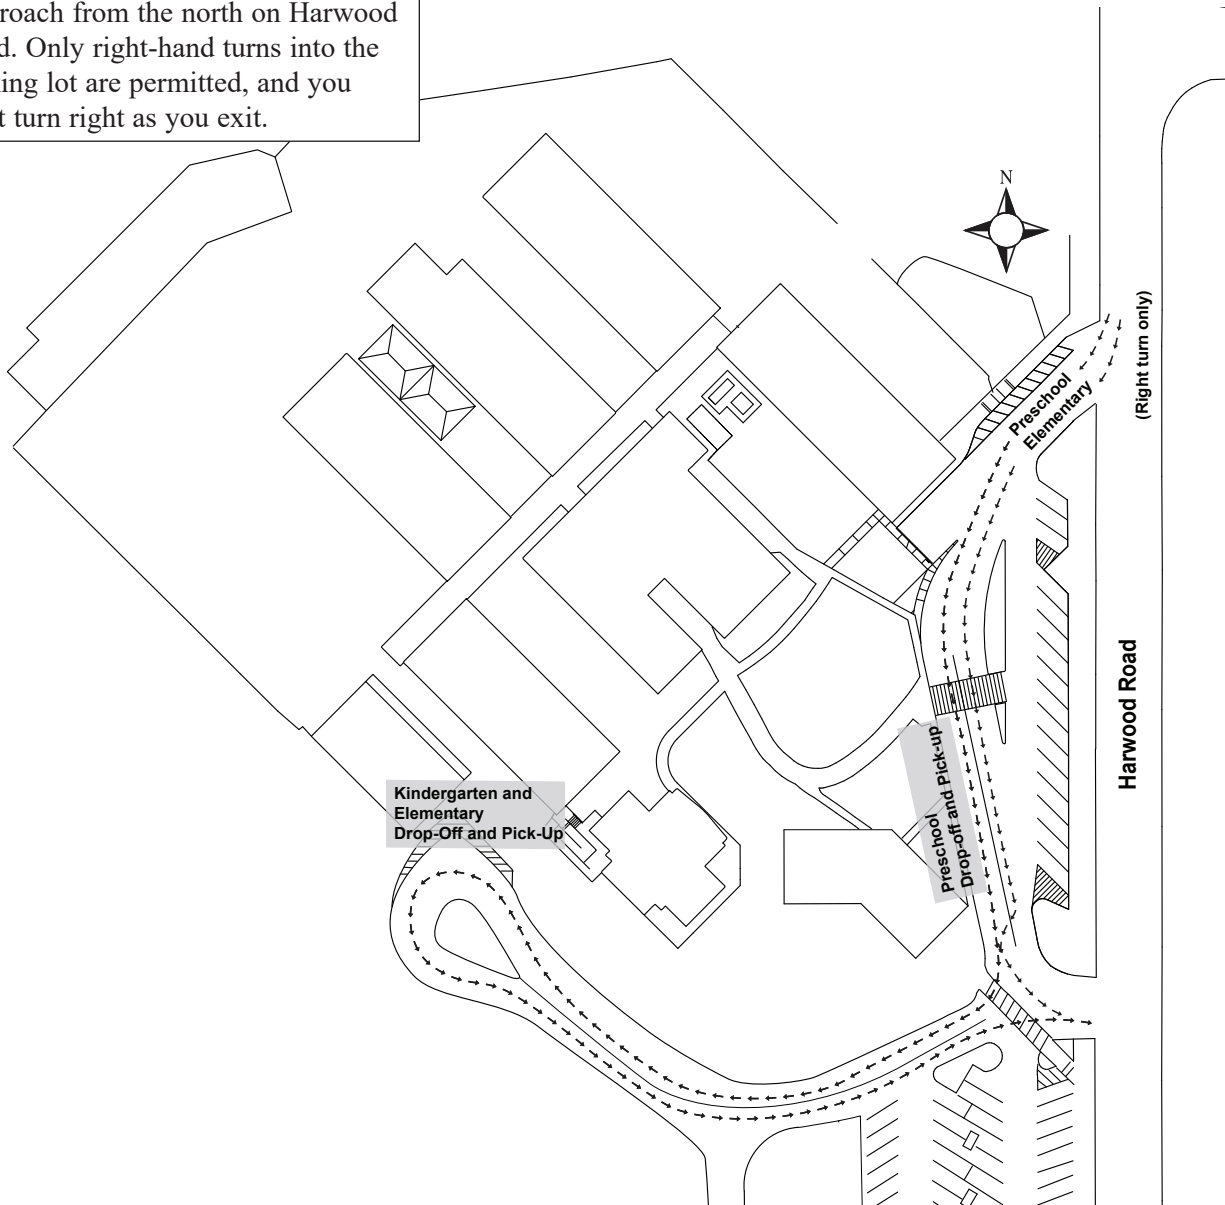 roach from the north on Harwood
d. Only right-hand turns into the
ing lot are permitted, and you
t turn right as you exit.
N
(Right turn only)
Preschool
Elementary
Harwood Road
Preschool
Drop-off and Pick-up
Kindergarten and
Elementary
Drop-Off and Pick-Up